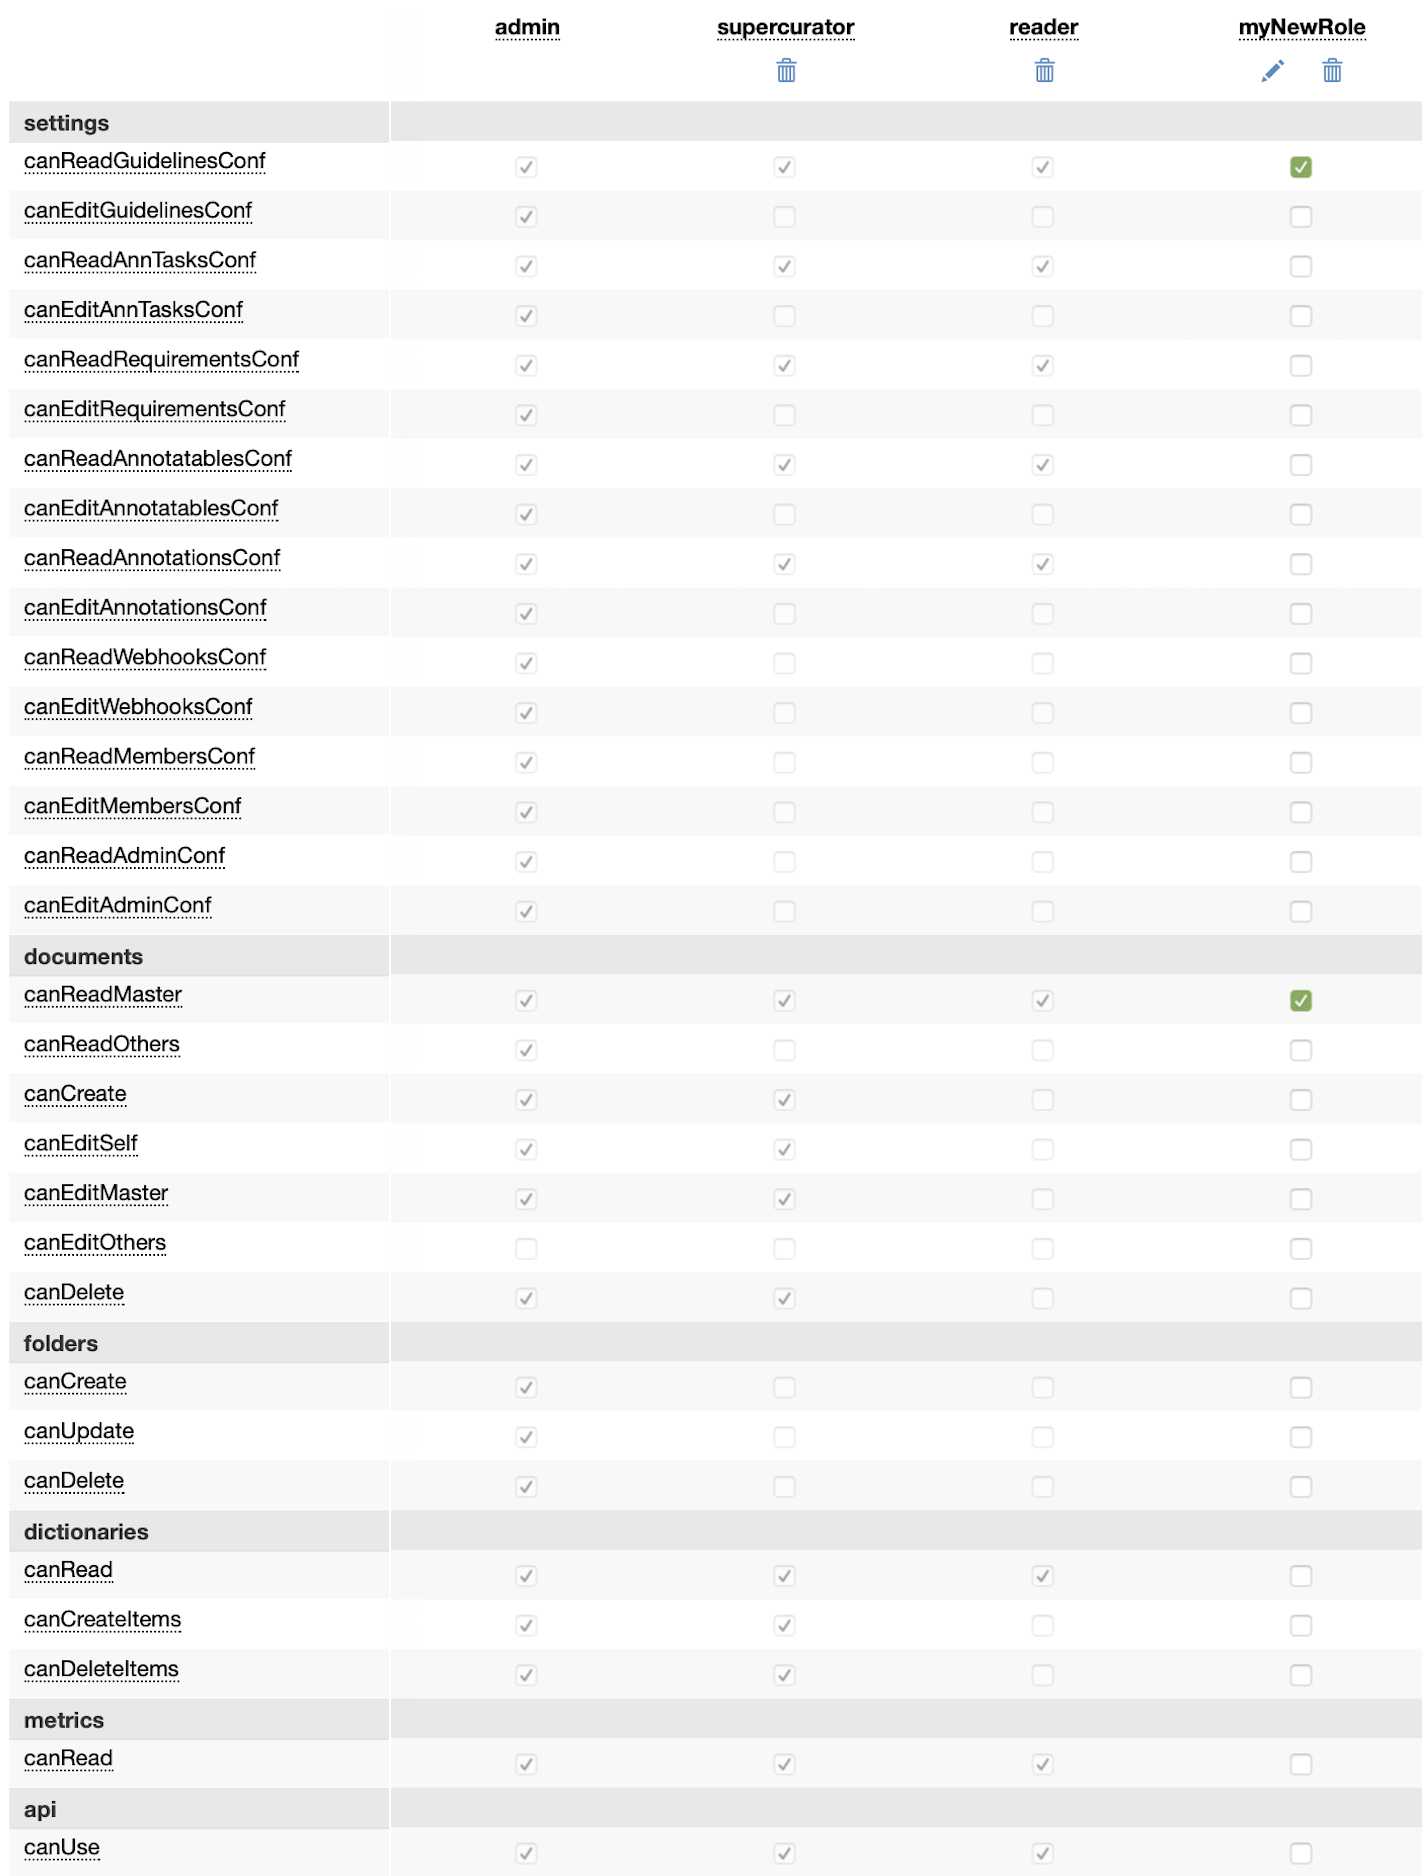 admin supercurator reader myNewRole
settings
canReadGuidelinesConf
canEditGuidelinesConf
canReadAnnTasksConf
canEditAnnTasksConf
canReadRequirementsConf
canEditRequirementsConf
canReadAnnotatablesConf
canEditAnnotatablesConf
canReadAnnotationsConf
canEditAnnotationsConf
canReadWebhooksConf
canEditWebhooksConf
canReadMembersConf
canEditMembersConf
canReadAdminConf
canEditAdminConf
documents
canReadMaster
canReadOthers
canCreate
canEditSelf
canEditMaster
canEditOthers
canDelete
folders
canCreate
canUpdate
canDelete
dictionaries
canRead
canCreateItems
canDeleteItems
metrics
canRead
api
canUse